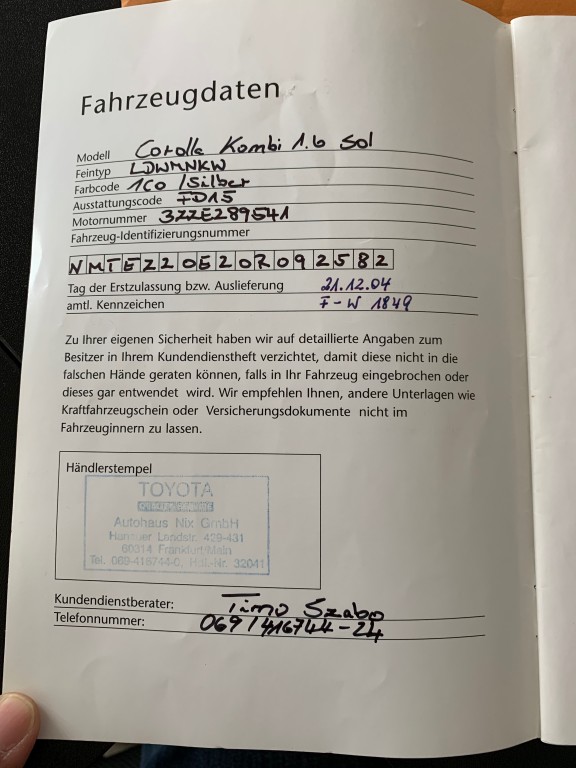 Fahrzeugdaten
Modell Corolla Kombi 1.6 Sol
Feintyp LDWMNKW
Farbcode 1C0 / Silber
Ausstattungscode FD15
Motornummer 3ZZE289541
Fahrzeug-Identifizierungsnummer
NMTEZ20E20R092582
Tag der Erstzulassung bzw. Auslieferung 21.12.04
amtl. Kennzeichen F-W 1849
Zu Ihrer eigenen Sicherheit haben wir auf detaillierte Angaben zum
Besitzer in Ihrem Kundendienstheft verzichtet, damit diese nicht in die
falschen Hände geraten können, falls in Ihr Fahrzeug eingebrochen oder
dieses gar entwendet wird. Wir empfehlen Ihnen, andere Unterlagen wie
Kraftfahrzeugschein oder Versicherungsdokumente nicht im
Fahrzeuginnern zu lassen.
Händlerstempel
TOYOTA
Autohaus Nix GmbH
Hanauer Landstr. 429-431
60314 Frankfurt/Main
Tel. 069-416744-0, Hdl.-Nr. 32041
Kundendienstberater: Timo Szabo
Telefonnummer: 069 / 416744-24